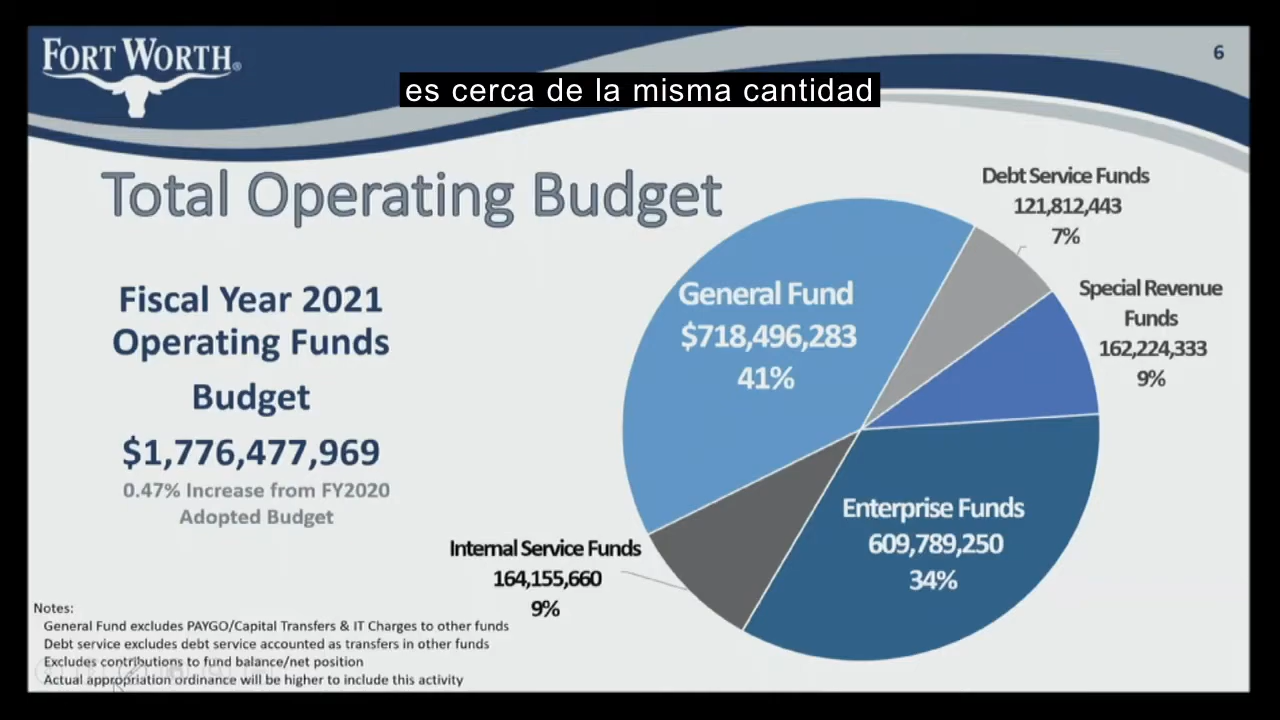 FORT WORTH®
6
es cerca de la misma cantidad
Total Operating Budget
Fiscal Year 2021
Operating Funds
Budget
$1,776,477,969
0.47% Increase from FY2020
Adopted Budget
General Fund
$718,496,283
41%
Debt Service Funds
121,812,443
7%
Special Revenue
Funds
162,224,333
9%
Enterprise Funds
609,789,250
34%
Internal Service Funds
164,155,660
9%
Notes:
General Fund excludes PAYGO/Capital Transfers & IT Charges to other funds
Debt service excludes debt service accounted as transfers in other funds
Excludes contributions to fund balance/net position
Actual appropriation ordinance will be higher to include this activity